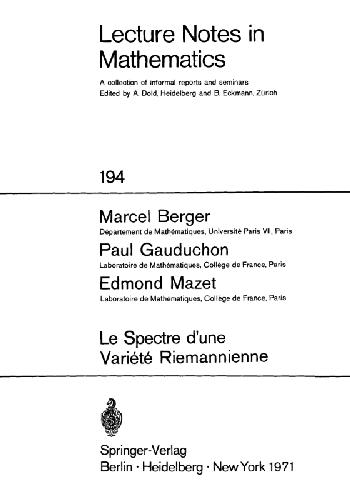 Lecture Notes in
Mathematics
A collection of informal reports and seminars
Edited by A. Dold, Heidelberg and B. Eckmann, Zürich
194
Marcel Berger
Département de Mathématiques, Université Paris VII, Paris
Paul Gauduchon
Laboratoire de Mathématiques, Collège de France, Paris
Edmond Mazet
Laboratoire de Mathématiques, Collège de France, Paris
Le Spectre d'une
Variété Riemannienne
Springer-Verlag
Berlin · Heidelberg · New York 1971